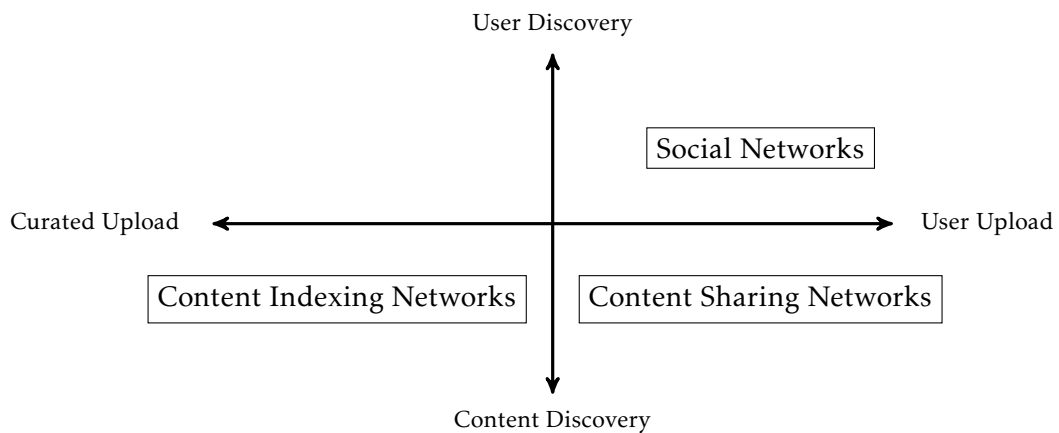 User Discovery
Social Networks
Curated Upload
User Upload
Content Indexing Networks
Content Sharing Networks
Content Discovery